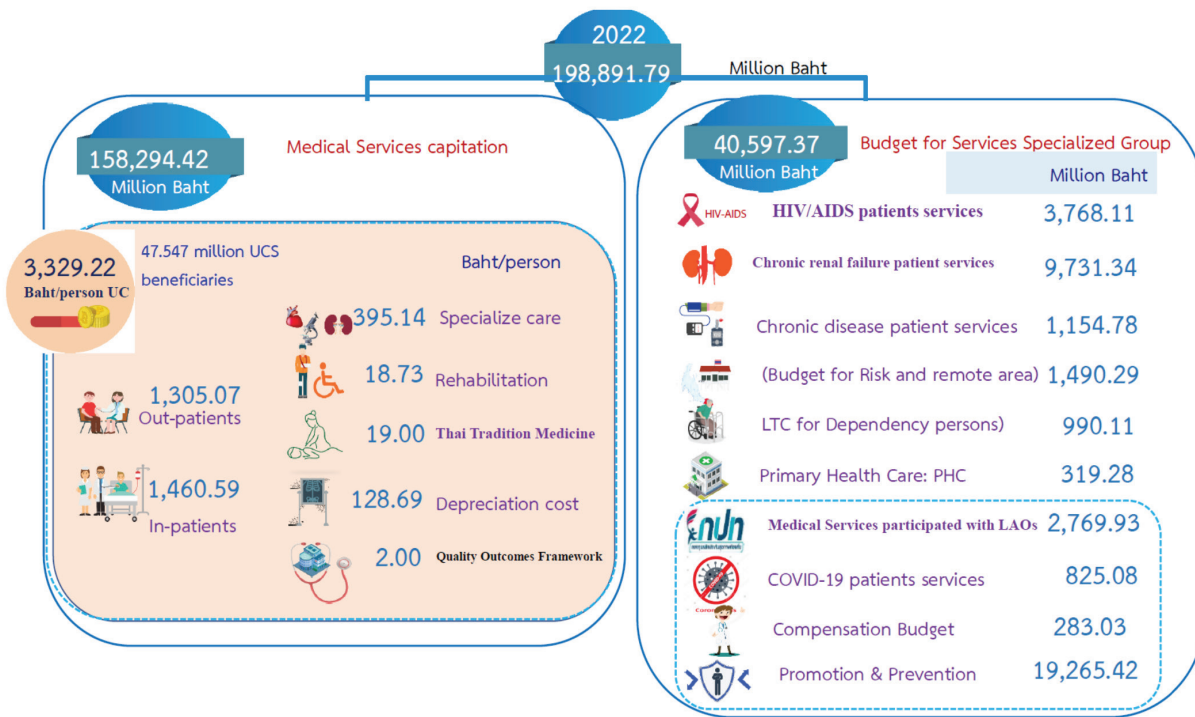 2022
198,891.79
Million Baht
158,294.42
Million Baht
Medical Services capitation
3,329.22
Baht/person UC
47.547 million UCS
beneficiaries
Baht/person
1,305.07
Out-patients
1,460.59
In-patients
395.14 Specialize care
18.73 Rehabilitation
19.00 Thai Tradition Medicine
128.69 Depreciation cost
2.00 Quality Outcomes Framework
40,597.37
Million Baht
Budget for Services Specialized Group
Million Baht
HIV-AIDS HIV/AIDS patients services 3,768.11
Chronic renal failure patient services 9,731.34
Chronic disease patient services 1,154.78
(Budget for Risk and remote area) 1,490.29
LTC for Dependency persons) 990.11
Primary Health Care: PHC 319.28
กปท Medical Services participated with LAOs 2,769.93
COVID-19 patients services 825.08
Compensation Budget 283.03
Promotion & Prevention 19,265.42